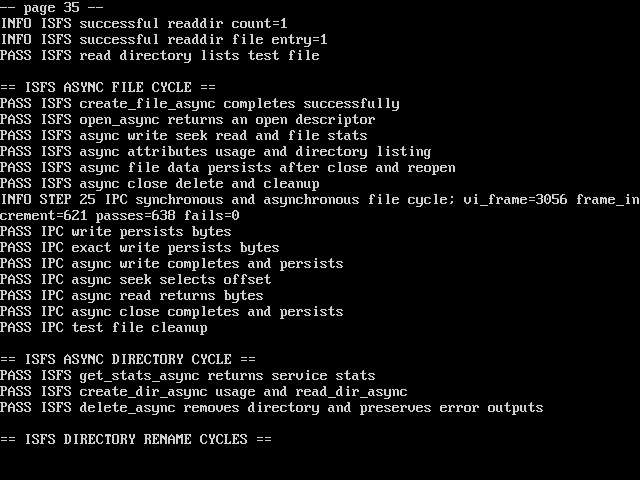 -- page 35 --
INFO ISFS successful readdir count=1
INFO ISFS successful readdir file entry=1
PASS ISFS read directory lists test file
== ISFS ASYNC FILE CYCLE ==
PASS ISFS create_file_async completes successfully
PASS ISFS open_async returns an open descriptor
PASS ISFS async write seek read and file stats
PASS ISFS async attributes usage and directory listing
PASS ISFS async file data persists after close and reopen
PASS ISFS async close delete and cleanup
INFO STEP 25 IPC synchronous and asynchronous file cycle; vi_frame=3056 frame_in
crement=621 passes=638 fails=0
PASS IPC write persists bytes
PASS IPC exact write persists bytes
PASS IPC async write completes and persists
PASS IPC async seek selects offset
PASS IPC async read returns bytes
PASS IPC async close completes and persists
PASS IPC test file cleanup
== ISFS ASYNC DIRECTORY CYCLE ==
PASS ISFS get_stats_async returns service stats
PASS ISFS create_dir_async usage and read_dir_async
PASS ISFS delete_async removes directory and preserves error outputs
== ISFS DIRECTORY RENAME CYCLES ==